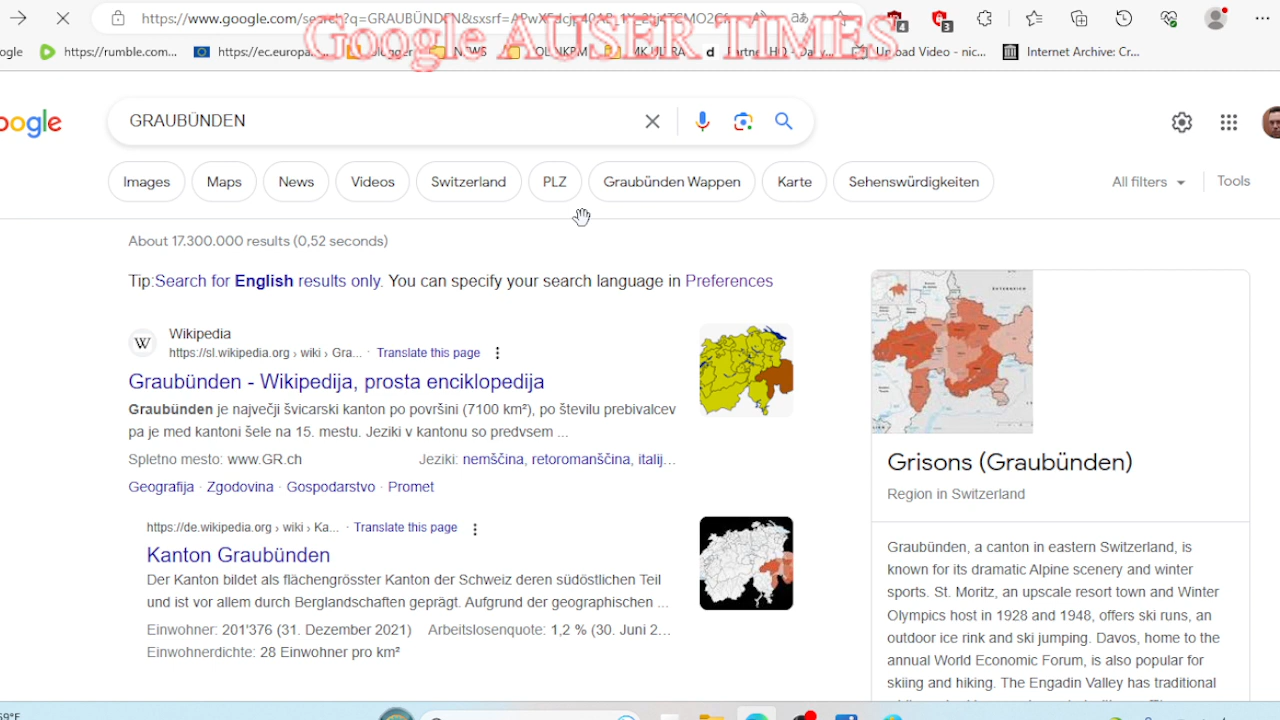 https://www.google.com/search?q=GRAUBÜNDEN
Google AUSER TIMES
4
3
ogle
https://rumble.com...
https://ec.europa...
NEWS
MK ULTRA
Upload Video - nic...
Internet Archive: Cr...
oogle
GRAUBÜNDEN
Images
Maps
News
Videos
Switzerland
PLZ
Graubünden Wappen
Karte
Sehenswürdigkeiten
All filters
Tools
About 17.300.000 results (0,52 seconds)
Tip:Search for English results only. You can specify your search language in Preferences
W
Wikipedia
https://sl.wikipedia.org › wiki › Gra... · Translate this page
Graubünden - Wikipedija, prosta enciklopedija
Graubünden je največji švicarski kanton po površini (7100 km²), po številu prebivalcev
pa je med kantoni šele na 15. mestu. Jeziki v kantonu so predvsem ...
Spletno mesto: www.GR.ch
Jeziki: nemščina, retoromanščina, italij...
Geografija · Zgodovina · Gospodarstvo · Promet
https://de.wikipedia.org › wiki › Ka... · Translate this page
Kanton Graubünden
Der Kanton bildet als flächengrösster Kanton der Schweiz deren südöstlichen Teil
und ist vor allem durch Berglandschaften geprägt. Aufgrund der geographischen ...
Einwohner: 201'376 (31. Dezember 2021)
Arbeitslosenquote: 1,2 % (30. Juni 2...
Einwohnerdichte: 28 Einwohner pro km²
ÖSTERREICH
Grisons (Graubünden)
Region in Switzerland
Graubünden, a canton in eastern Switzerland, is
known for its dramatic Alpine scenery and winter
sports. St. Moritz, an upscale resort town and Winter
Olympics host in 1928 and 1948, offers ski runs, an
outdoor ice rink and ski jumping. Davos, home to the
annual World Economic Forum, is also popular for
skiing and hiking. The Engadin Valley has traditional